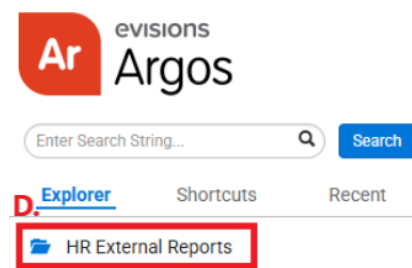 Ar
evisions
Argos
Enter Search String...
Search
D.
Explorer Shortcuts Recent
HR External Reports